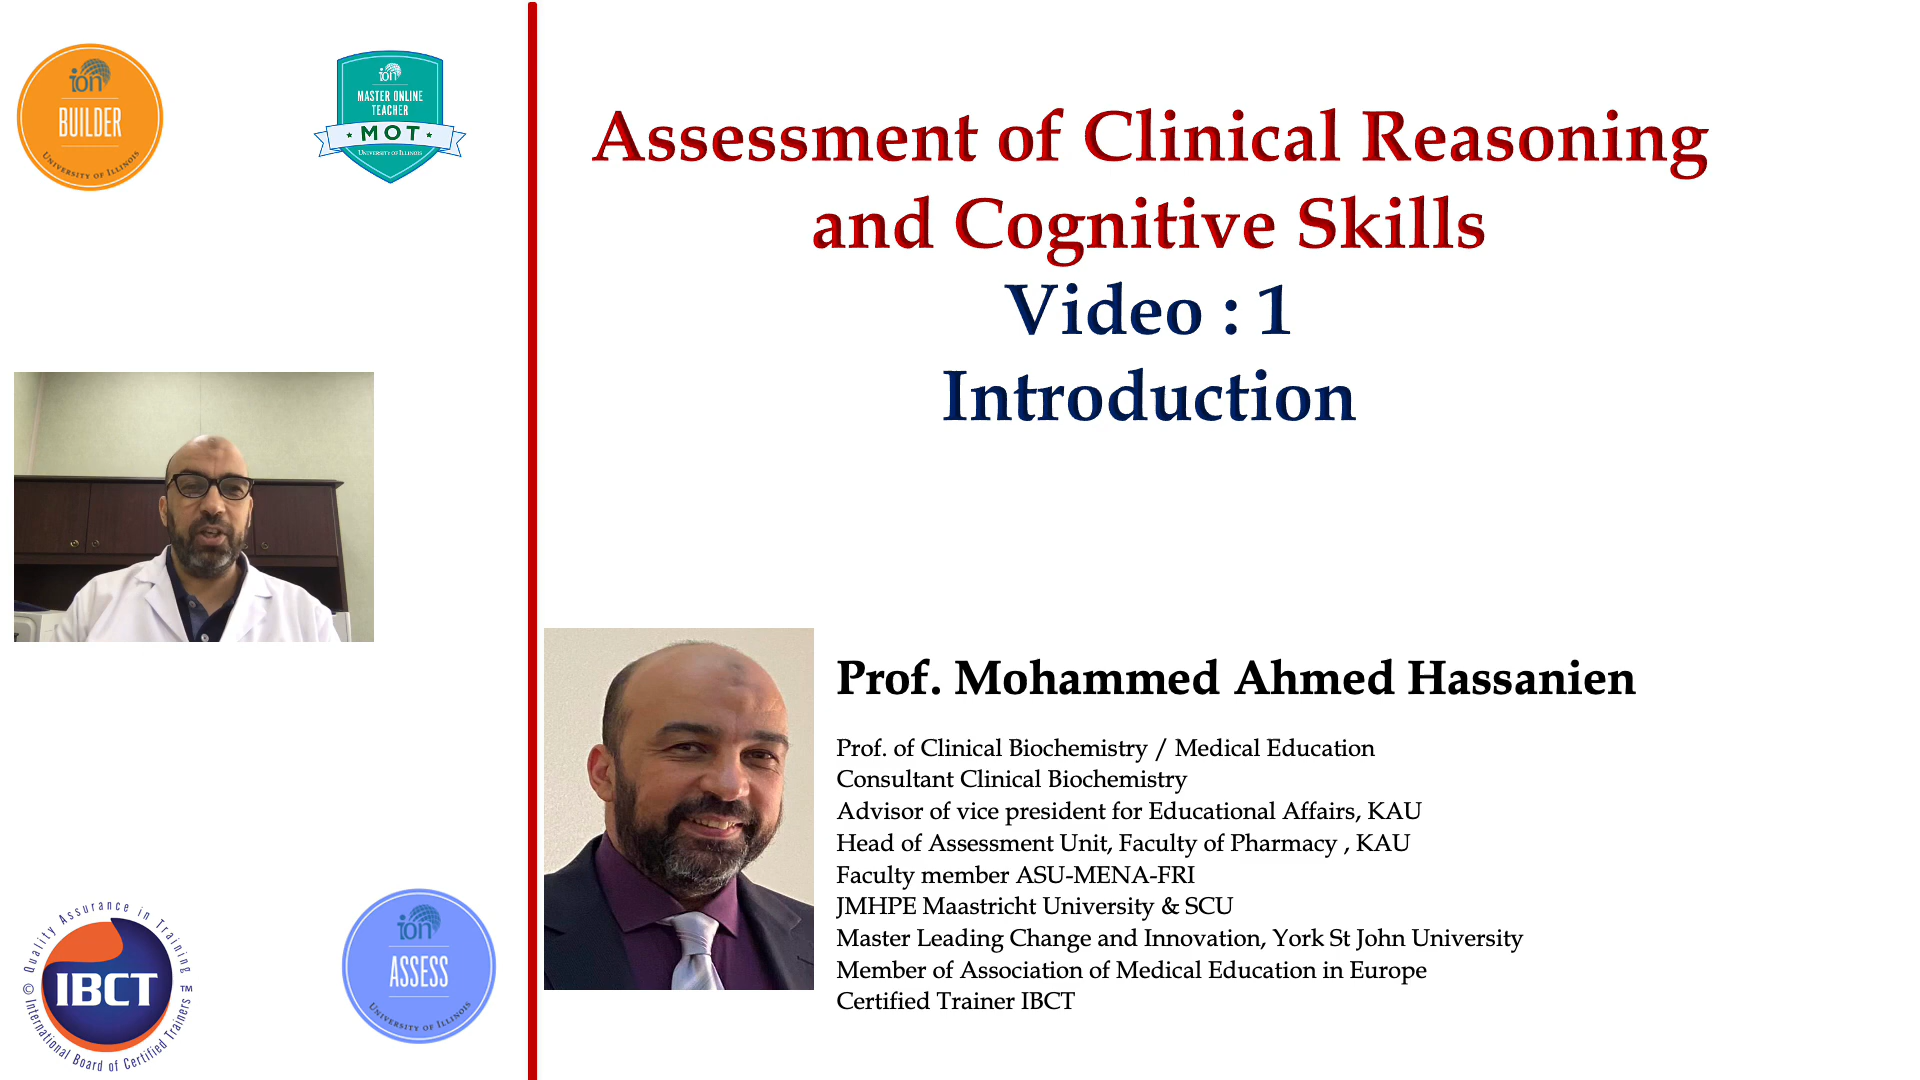 ion
BUILDER
UNIVERSITY OF ILLINOIS
ion
MASTER ONLINE
TEACHER
MOT
UNIVERSITY OF ILLINOIS
Assessment of Clinical Reasoning
and Cognitive Skills
Video : 1
Introduction
Prof. Mohammed Ahmed Hassanien
Prof. of Clinical Biochemistry / Medical Education
Consultant Clinical Biochemistry
Advisor of vice president for Educational Affairs, KAU
Head of Assessment Unit, Faculty of Pharmacy , KAU
Faculty member ASU-MENA-FRI
JMHPE Maastricht University & SCU
Master Leading Change and Innovation, York St John University
Member of Association of Medical Education in Europe
Certified Trainer IBCT
Quality Assurance in Training ™
IBCT
© International Board of Certified Trainers
ion
ASSESS
UNIVERSITY OF ILLINOIS